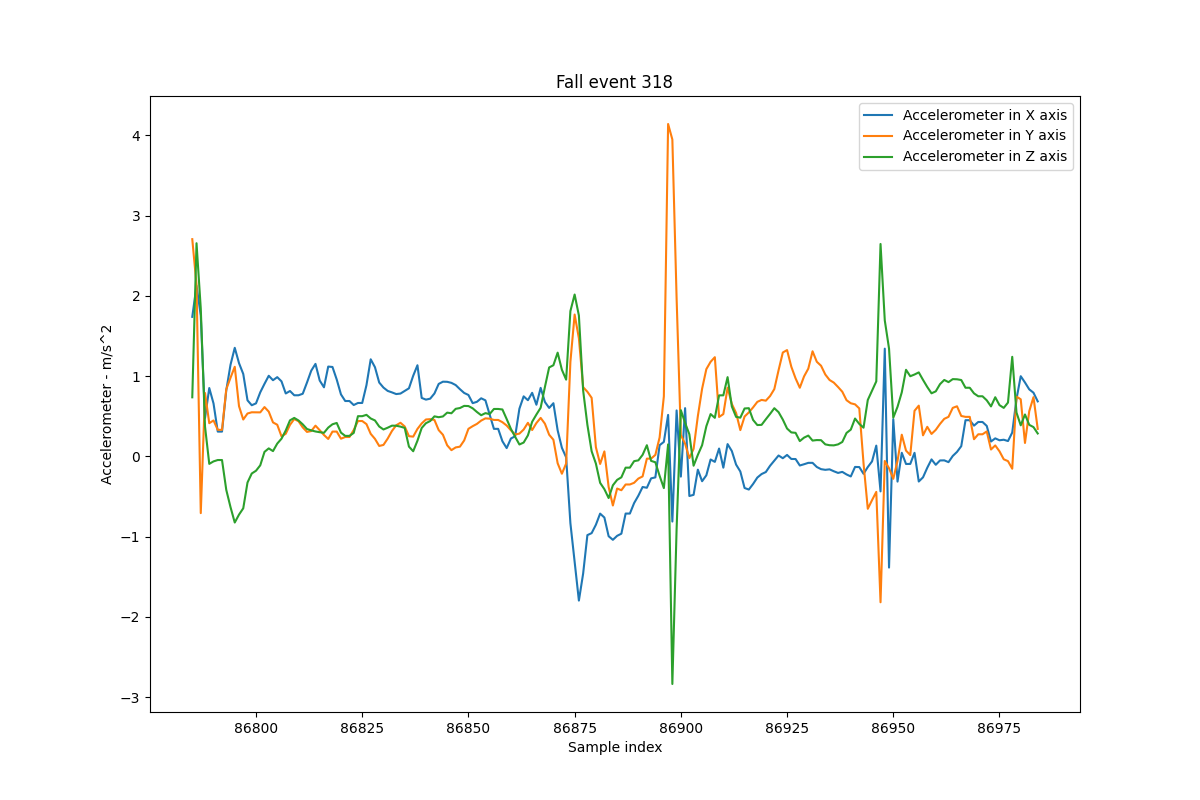 Fall event 318
Accelerometer in X axis
Accelerometer in Y axis
Accelerometer in Z axis
4
3
2
1
0
−1
−2
−3
Accelerometer - m/s^2
86800 86825 86850 86875 86900 86925 86950 86975
Sample index